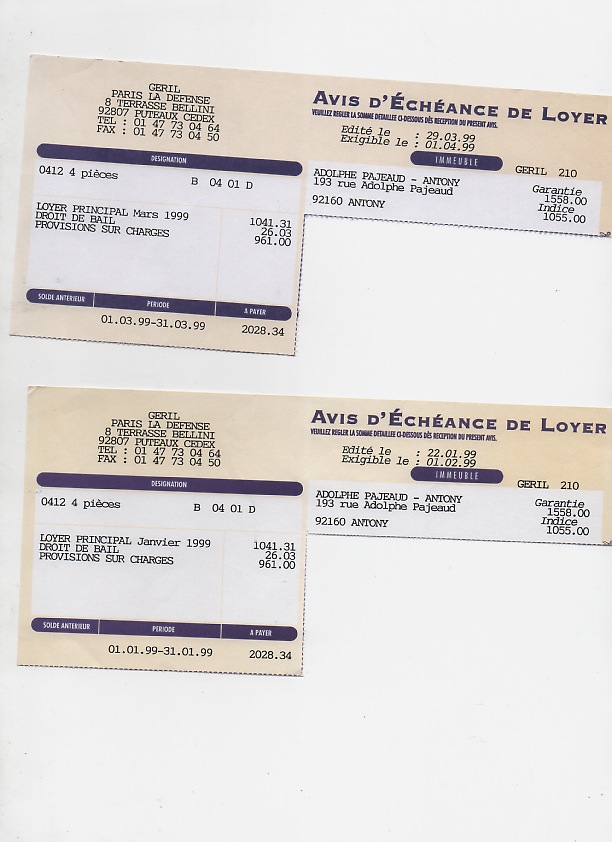 GERIL
PARIS LA DEFENSE
8 TERRASSE BELLINI
92807 PUTEAUX CEDEX
TEL : 01 47 73 04 64
FAX : 01 47 73 04 50
AVIS D'ÉCHÉANCE DE LOYER
VEUILLEZ REGLER LA SOMME DETAILLEE CI-DESSOUS DÈS RÉCEPTION DU PRESENT AVIS.
Edité le : 29.03.99
Exigible le : 01.04.99
IMMEUBLE
GERIL 210
ADOLPHE PAJEAUD - ANTONY
193 rue Adolphe Pajeaud
92160 ANTONY
Garantie
1558.00
Indice
1055.00
DESIGNATION
0412 4 pièces B 04 01 D
LOYER PRINCIPAL Mars 1999 1041.31
DROIT DE BAIL 26.03
PROVISIONS SUR CHARGES 961.00
SOLDE ANTERIEUR PERIODE A PAYER
01.03.99-31.03.99 2028.34
GERIL
PARIS LA DEFENSE
8 TERRASSE BELLINI
92807 PUTEAUX CEDEX
TEL : 01 47 73 04 64
FAX : 01 47 73 04 50
AVIS D'ÉCHÉANCE DE LOYER
VEUILLEZ REGLER LA SOMME DETAILLEE CI-DESSOUS DÈS RÉCEPTION DU PRESENT AVIS.
Edité le : 22.01.99
Exigible le : 01.02.99
IMMEUBLE
GERIL 210
ADOLPHE PAJEAUD - ANTONY
193 rue Adolphe Pajeaud
92160 ANTONY
Garantie
1558.00
Indice
1055.00
DESIGNATION
0412 4 pièces B 04 01 D
LOYER PRINCIPAL Janvier 1999 1041.31
DROIT DE BAIL 26.03
PROVISIONS SUR CHARGES 961.00
SOLDE ANTERIEUR PERIODE A PAYER
01.01.99-31.01.99 2028.34